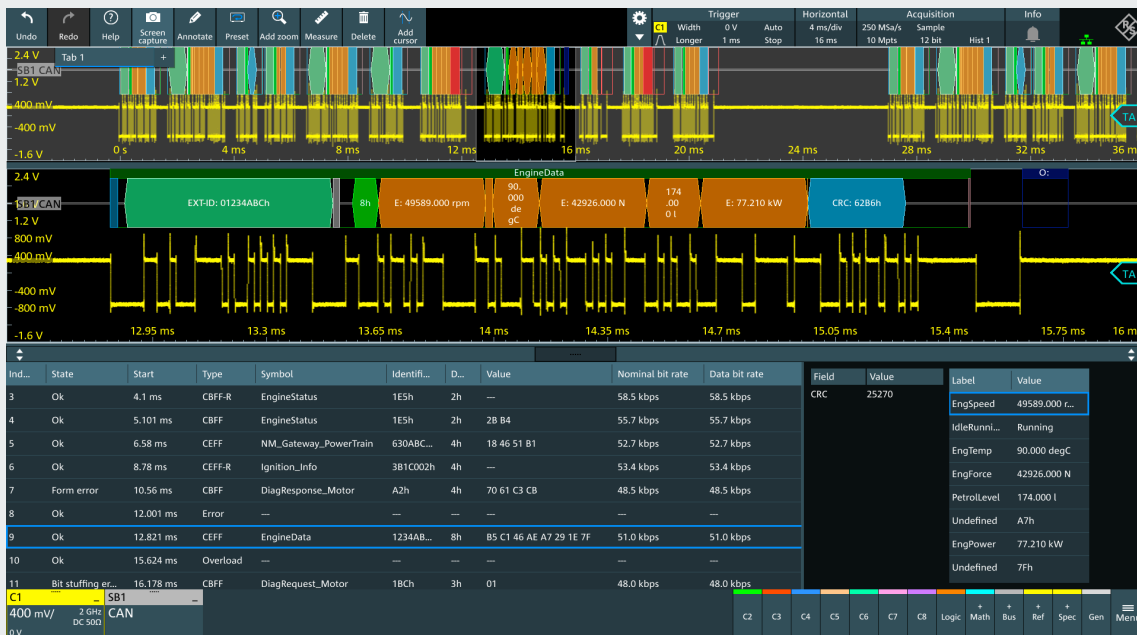 Undo Redo Help Screen capture Annotate Preset Add zoom Measure Delete Add cursor
Trigger Horizontal Acquisition Info
C1 Width 0 V Auto 4 ms/div 250 MSa/s Sample
Longer 1 ms Stop 16 ms 10 Mpts 12 bit Hist 1
R&S
2.4 V Tab 1 +
SB1 CAN
1.2 V
400 mV
TA
-400 mV
-1.6 V 0 s 4 ms 8 ms 12 ms 16 ms 20 ms 24 ms 28 ms 32 ms 36 m
2.4 V EngineData O:
SB1 CAN EXT-ID: 01234ABCh 8h E: 49589.000 rpm 90.000 degC E: 42926.000 N 174.000 l E: 77.210 kW CRC: 62B6h
1.2 V
800 mV
400 mV
TA
-400 mV
-800 mV
-1.6 V 12.95 ms 13.3 ms 13.65 ms 14 ms 14.35 ms 14.7 ms 15.05 ms 15.4 ms 15.75 ms 16 m
Ind... State Start Type Symbol Identifi... D... Value Nominal bit rate Data bit rate
3 Ok 4.1 ms CBFF-R EngineStatus 1E5h 2h --- 58.5 kbps 58.5 kbps
4 Ok 5.101 ms CBFF EngineStatus 1E5h 2h 2B B4 55.7 kbps 55.7 kbps
5 Ok 6.58 ms CEFF NM_Gateway_PowerTrain 630ABC... 4h 18 46 51 B1 52.7 kbps 52.7 kbps
6 Ok 8.78 ms CEFF-R Ignition_Info 3B1C002h 4h --- 53.4 kbps 53.4 kbps
7 Form error 10.56 ms CBFF DiagResponse_Motor A2h 4h 70 61 C3 CB 48.5 kbps 48.5 kbps
8 Ok 12.001 ms Error --- --- --- --- --- ---
9 Ok 12.821 ms CEFF EngineData 1234AB... 8h B5 C1 46 AE A7 29 1E 7F 51.0 kbps 51.0 kbps
10 Ok 15.624 ms Overload --- --- --- --- --- ---
11 Bit stuffing er... 16.178 ms CBFF DiagRequest_Motor 1BCh 3h 01 48.0 kbps 48.0 kbps
Field Value
CRC 25270
Label Value
EngSpeed 49589.000 r...
IdleRunni... Running
EngTemp 90.000 degC
EngForce 42926.000 N
PetrolLevel 174.000 l
Undefined A7h
EngPower 77.210 kW
Undefined 7Fh
C1 SB1
400 mV/ 2 GHz CAN
DC 50Ω
0 V
C2 C3 C4 C5 C6 C7 C8 Logic + Math + Bus + Ref + Spec Gen Menu